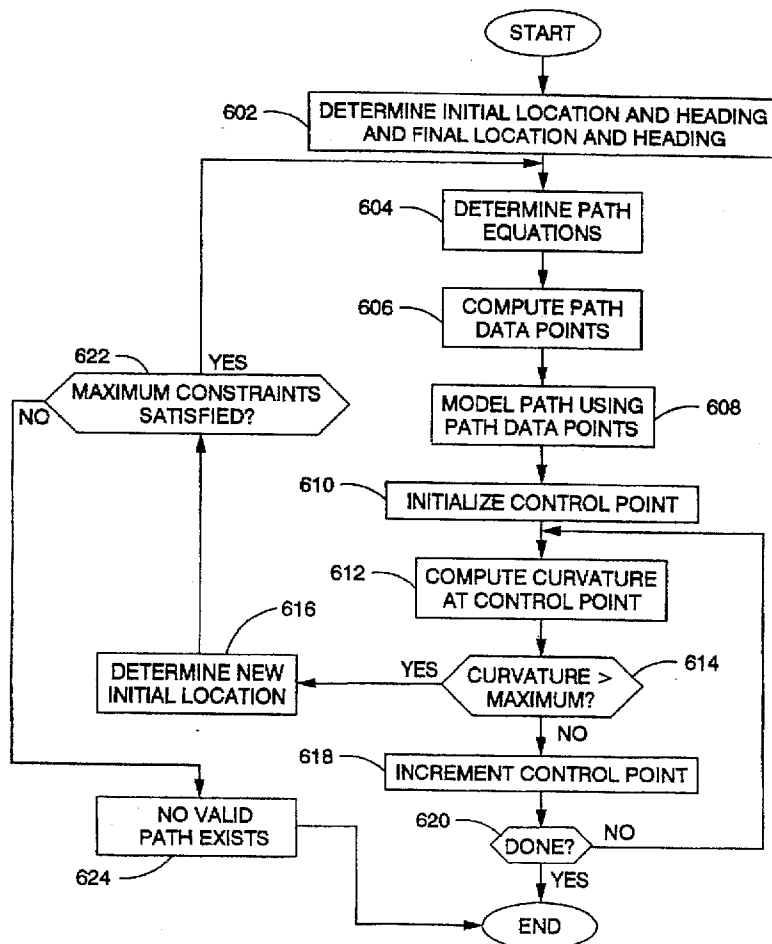 START
602
DETERMINE INITIAL LOCATION AND HEADING
AND FINAL LOCATION AND HEADING
604
DETERMINE PATH
EQUATIONS
606
COMPUTE PATH
DATA POINTS
622
YES
MAXIMUM CONSTRAINTS
SATISFIED?
NO
MODEL PATH USING
PATH DATA POINTS
608
610
INITIALIZE CONTROL POINT
612
COMPUTE CURVATURE
AT CONTROL POINT
616
DETERMINE NEW
INITIAL LOCATION
YES
CURVATURE >
MAXIMUM?
614
NO
618
INCREMENT CONTROL POINT
NO VALID
PATH EXISTS
624
620
DONE?
NO
YES
END